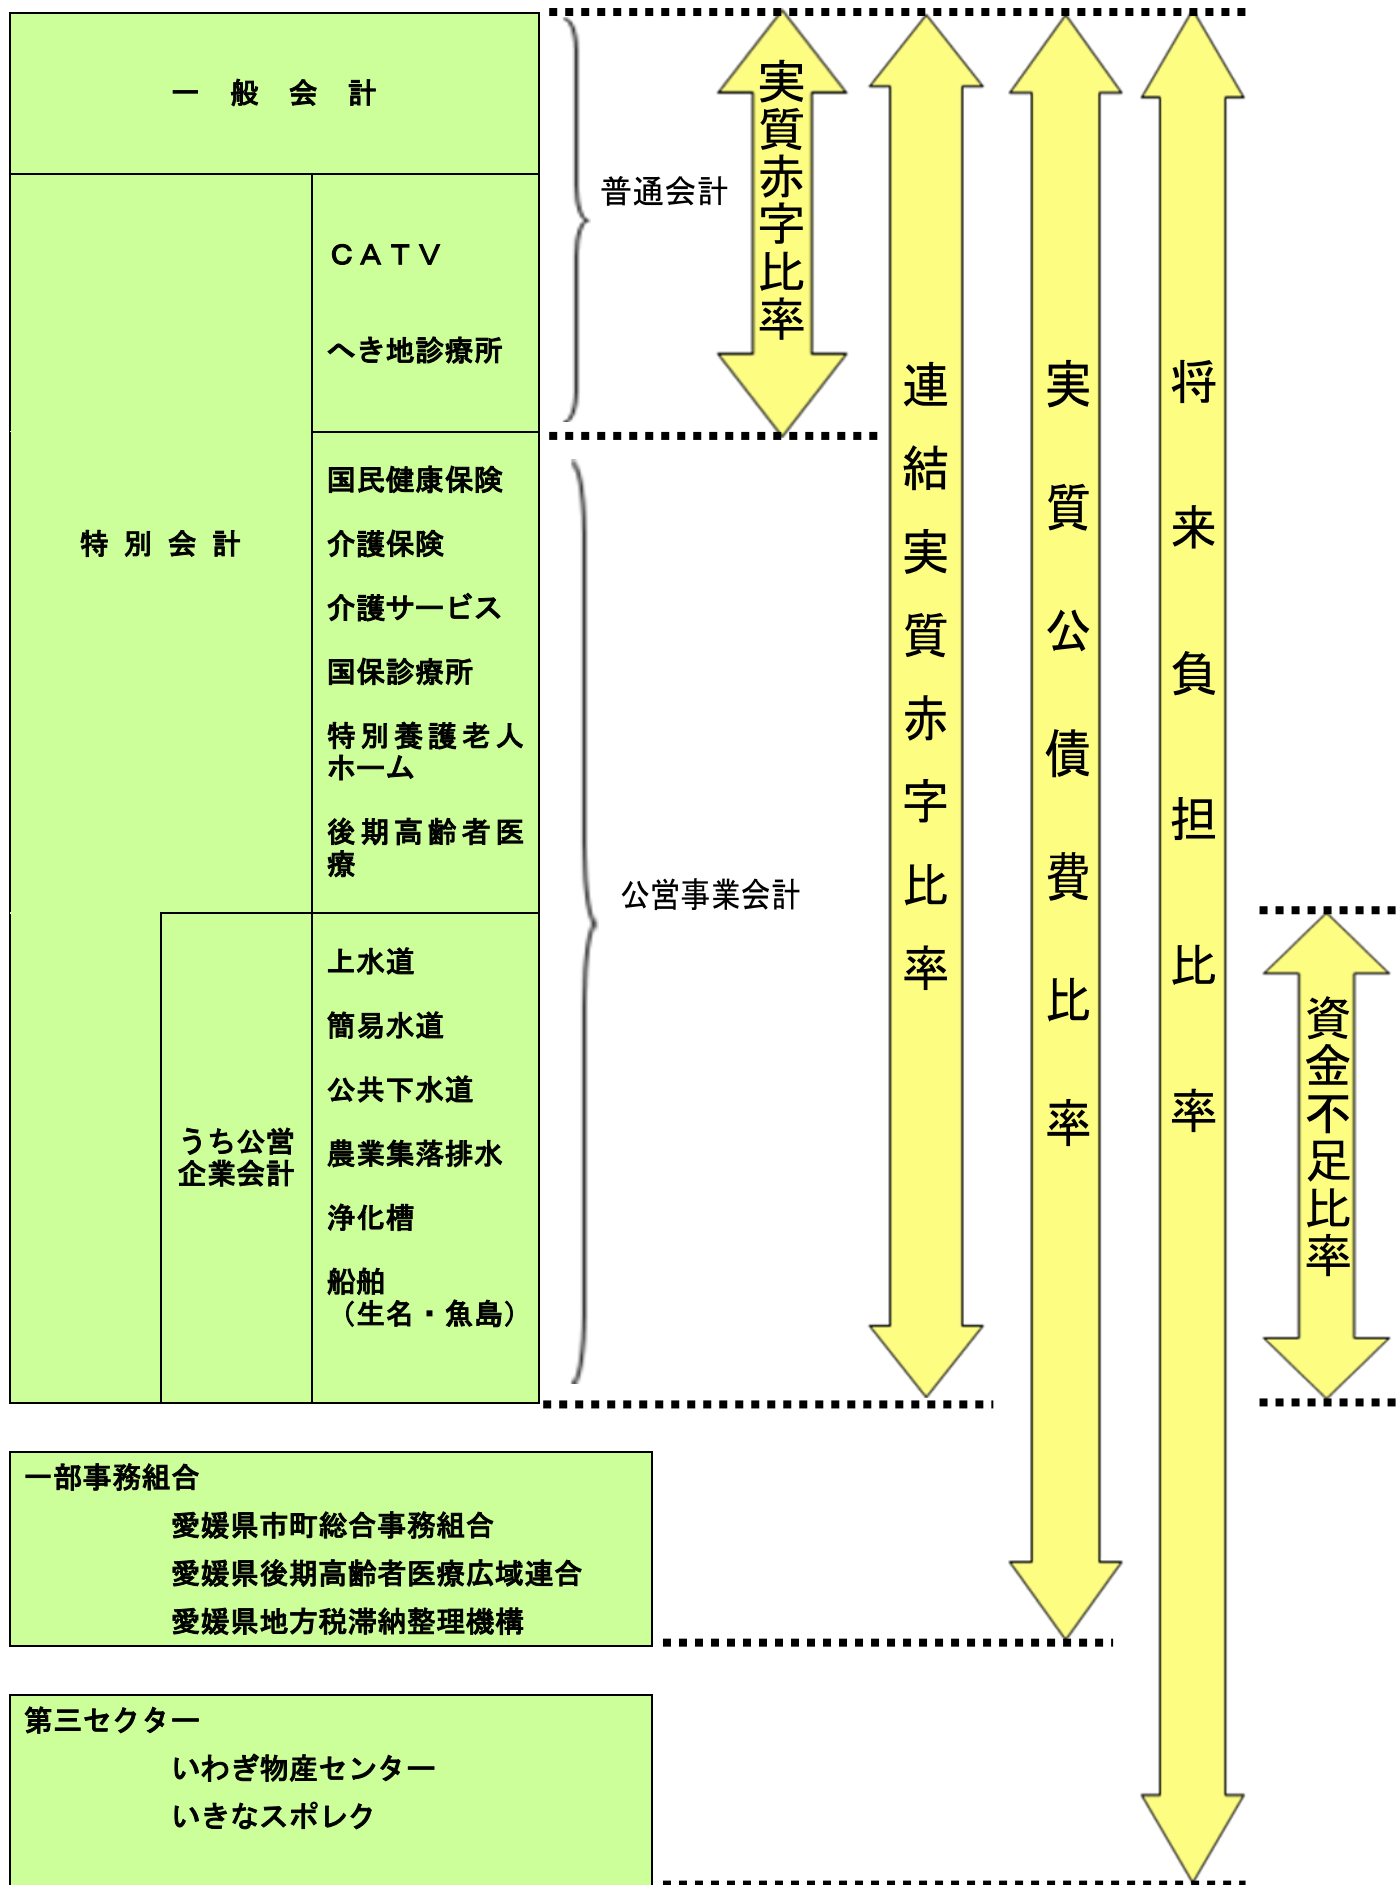 一 般 会 計
特 別 会 計
ＣＡＴＶ
へき地診療所
国民健康保険
介護保険
介護サービス
国保診療所
特別養護老人
ホーム
後期高齢者医
療
うち公営
企業会計
上水道
簡易水道
公共下水道
農業集落排水
浄化槽
船舶
（生名・魚島）
普通会計
公営事業会計
実質赤字比率
連結実質赤字比率
実質公債費比率
将来負担比率
資金不足比率
一部事務組合
愛媛県市町総合事務組合
愛媛県後期高齢者医療広域連合
愛媛県地方税滞納整理機構
第三セクター
いわぎ物産センター
いきなスポレク